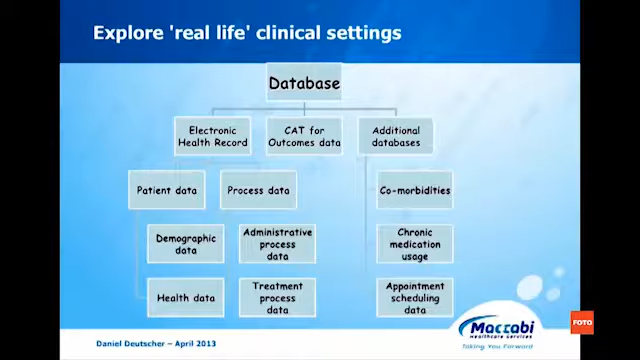 Explore 'real life' clinical settings
Database
Electronic
Health Record
CAT for
Outcomes data
Additional
databases
Patient data
Process data
Co-morbidities
Demographic
data
Administrative
process
data
Chronic
medication
usage
Health data
Treatment
process
data
Appointment
scheduling
data
Maccabi
Healthcare Services
Taking You Forward
Daniel Deutscher – April 2013
FOTO